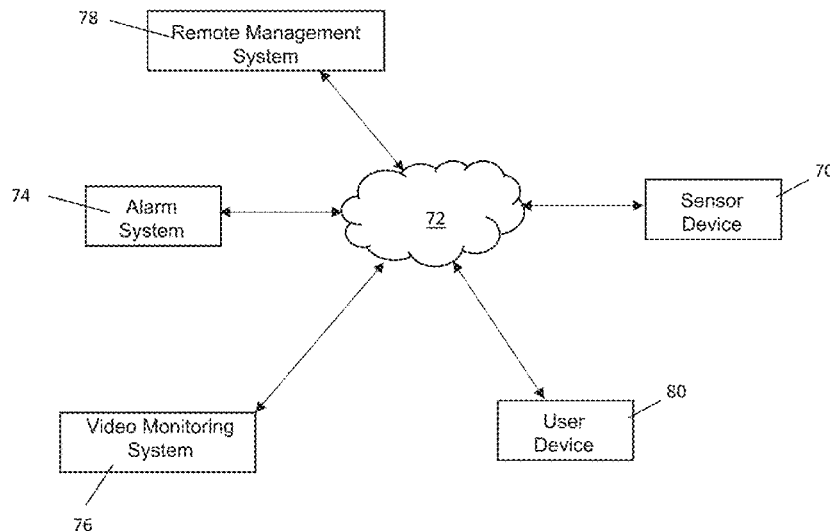 78
Remote Management
System
74
Alarm
System
72
70
Sensor
Device
Video Monitoring
System
76
80
User
Device